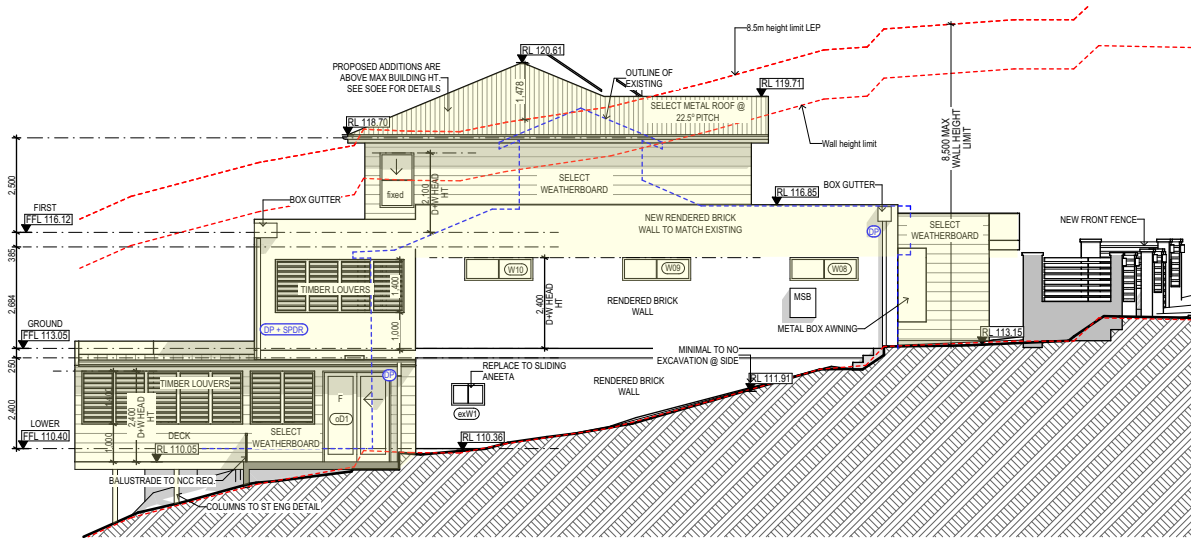 8.5m height limit LEP
RL 120.61
PROPOSED ADDITIONS ARE
ABOVE MAX BUILDING HT.
SEE SOEE FOR DETAILS
OUTLINE OF
EXISTING
1,478
RL 119.71
SELECT METAL ROOF @
22.5° PITCH
RL 118.70
Wall height limit
8,500 MAX
WALL HEIGHT
LIMIT
2,500
fixed
2,100
D+W HEAD
HT
SELECT
WEATHERBOARD
BOX GUTTER
RL 116.85
BOX GUTTER
FIRST
FFL 116.12
NEW RENDERED BRICK
WALL TO MATCH EXISTING
DP
SELECT
WEATHERBOARD
NEW FRONT FENCE
385
W10
W09
W08
TIMBER LOUVERS
1,400
2,684
2,400
D+W HEAD
HT
RENDERED BRICK
WALL
MSB
1,000
METAL BOX AWNING
GROUND
FFL 113.05
DP + SPDR
RL 113.15
250
MINIMAL TO NO
EXCAVATION @ SIDE
REPLACE TO SLIDING
ANEETA
RENDERED BRICK
WALL
RL 111.91
DP
TIMBER LOUVERS
1,400
2,400
2,400
D+W HEAD
HT
F
oD1
exW1
LOWER
FFL 110.40
DECK
SELECT
WEATHERBOARD
1,000
RL 110.05
RL 110.36
BALUSTRADE TO NCC REQ.
COLUMNS TO ST ENG DETAIL